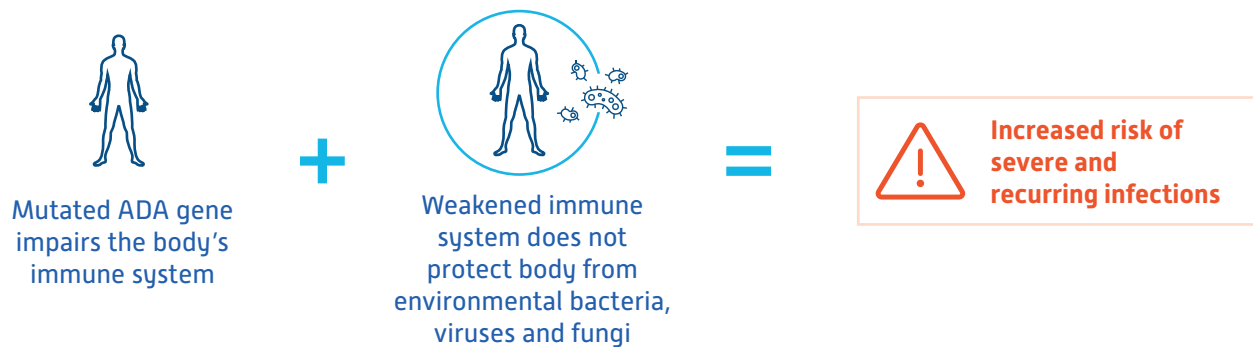 Mutated ADA gene
impairs the body's
immune system
+
Weakened immune
system does not
protect body from
environmental bacteria,
viruses and fungi
=
Increased risk of
severe and
recurring infections